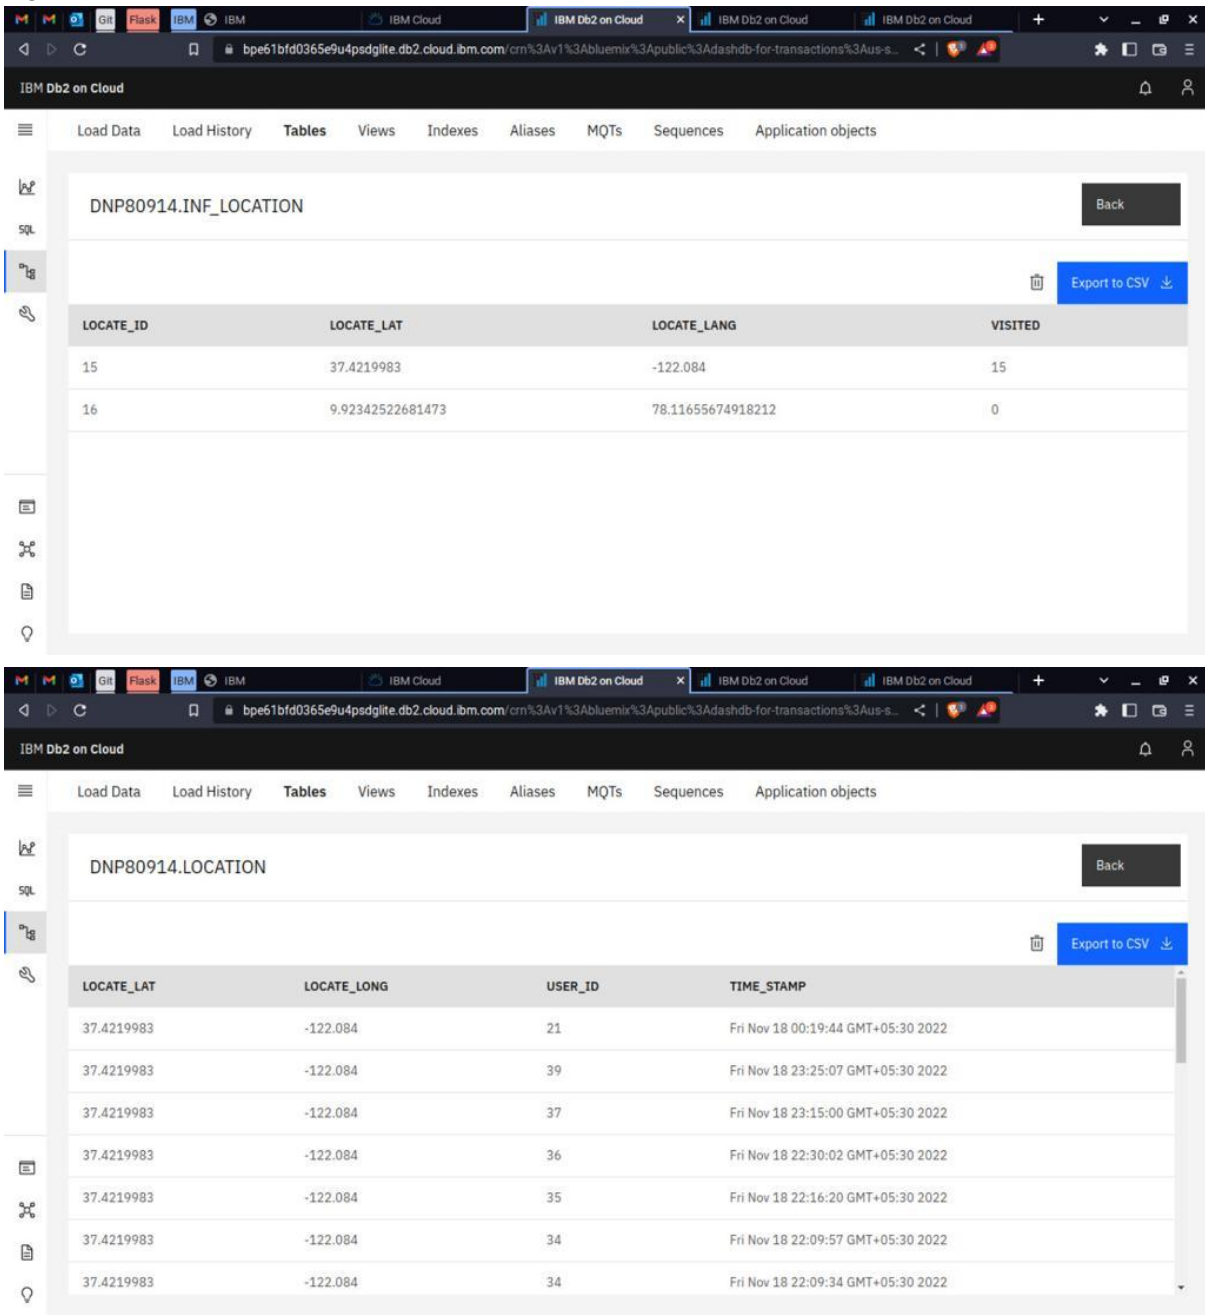 Git Flask IBM IBM IBM Cloud IBM Db2 on Cloud IBM Db2 on Cloud IBM Db2 on Cloud
bpe61bfd0365e9u4psdglite.db2.cloud.ibm.com/crn%3Av1%3Abluemix%3Apublic%3Adashdb-for-transactions%3Aus-s...
IBM Db2 on Cloud
Load Data Load History Tables Views Indexes Aliases MQTs Sequences Application objects
DNP80914.INF_LOCATION Back
SQL
Export to CSV
LOCATE_ID LOCATE_LAT LOCATE_LANG VISITED
15 37.4219983 -122.084 15
16 9.92342522681473 78.11655674918212 0
Git Flask IBM IBM IBM Cloud IBM Db2 on Cloud IBM Db2 on Cloud IBM Db2 on Cloud
bpe61bfd0365e9u4psdglite.db2.cloud.ibm.com/crn%3Av1%3Abluemix%3Apublic%3Adashdb-for-transactions%3Aus-s...
IBM Db2 on Cloud
Load Data Load History Tables Views Indexes Aliases MQTs Sequences Application objects
DNP80914.LOCATION Back
SQL
Export to CSV
LOCATE_LAT LOCATE_LONG USER_ID TIME_STAMP
37.4219983 -122.084 21 Fri Nov 18 00:19:44 GMT+05:30 2022
37.4219983 -122.084 39 Fri Nov 18 23:25:07 GMT+05:30 2022
37.4219983 -122.084 37 Fri Nov 18 23:15:00 GMT+05:30 2022
37.4219983 -122.084 36 Fri Nov 18 22:30:02 GMT+05:30 2022
37.4219983 -122.084 35 Fri Nov 18 22:16:20 GMT+05:30 2022
37.4219983 -122.084 34 Fri Nov 18 22:09:57 GMT+05:30 2022
37.4219983 -122.084 34 Fri Nov 18 22:09:34 GMT+05:30 2022